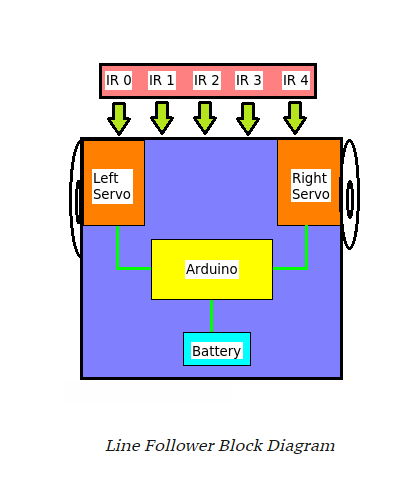 IR 0 IR 1 IR 2 IR 3 IR 4
Left
Servo
Right
Servo
Arduino
Battery
Line Follower Block Diagram